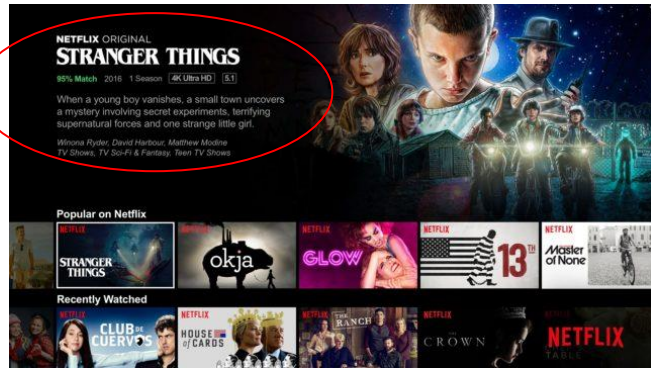 NETFLIX ORIGINAL
STRANGER THINGS
95% Match 2016 1 Season 4K Ultra HD 5.1
When a young boy vanishes, a small town uncovers
a mystery involving secret experiments, terrifying
supernatural forces and one strange little girl.
Winona Ryder, David Harbour, Matthew Modine
TV Shows, TV Sci-Fi & Fantasy, Teen TV Shows
Popular on Netflix
NETFLIX
STRANGER
THINGS
NETFLIX
okja
NETFLIX
GLOW
NETFLIX
13TH
NETFLIX
Master
of None
Recently Watched
NETFLIX
CLUB DE
CUERVOS
NETFLIX
HOUSE
of CARDS
NETFLIX
THE
RANCH
NETFLIX
THE
CROWN
NETFLIX